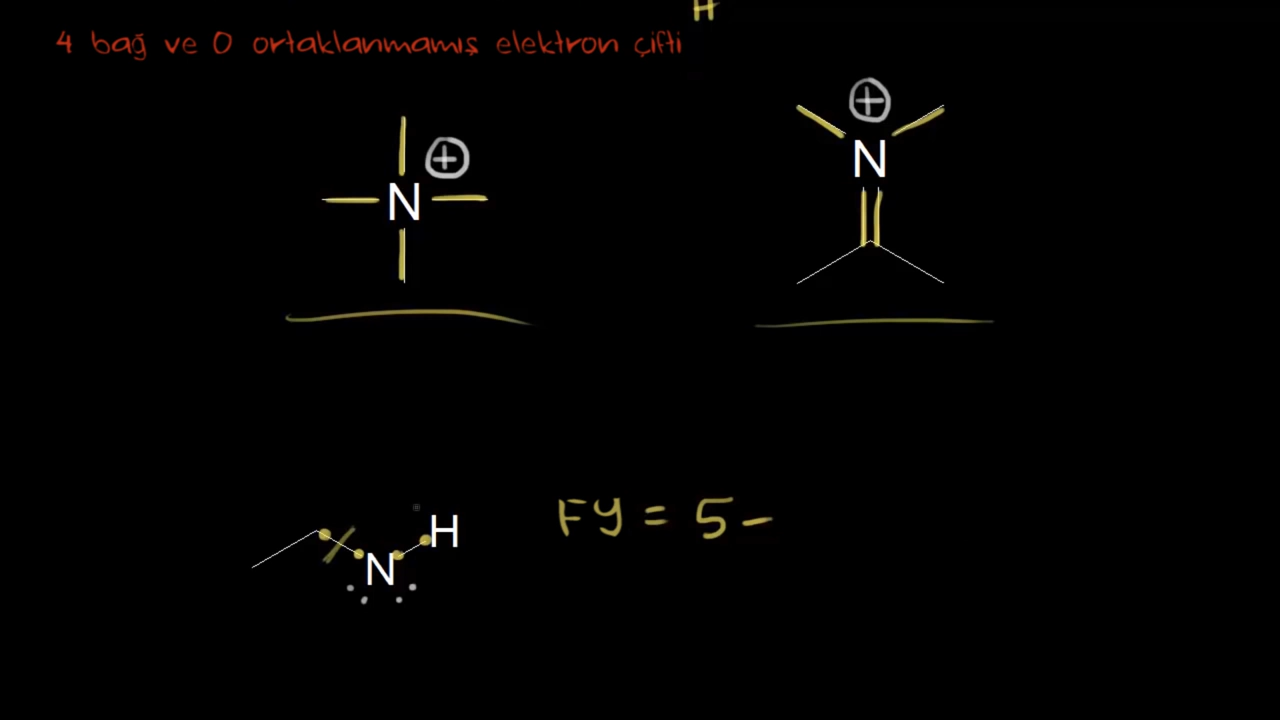 H
4 bağ ve 0 ortaklanmamış elektron çifti
+
N
+
N
H
N
FY = 5 -